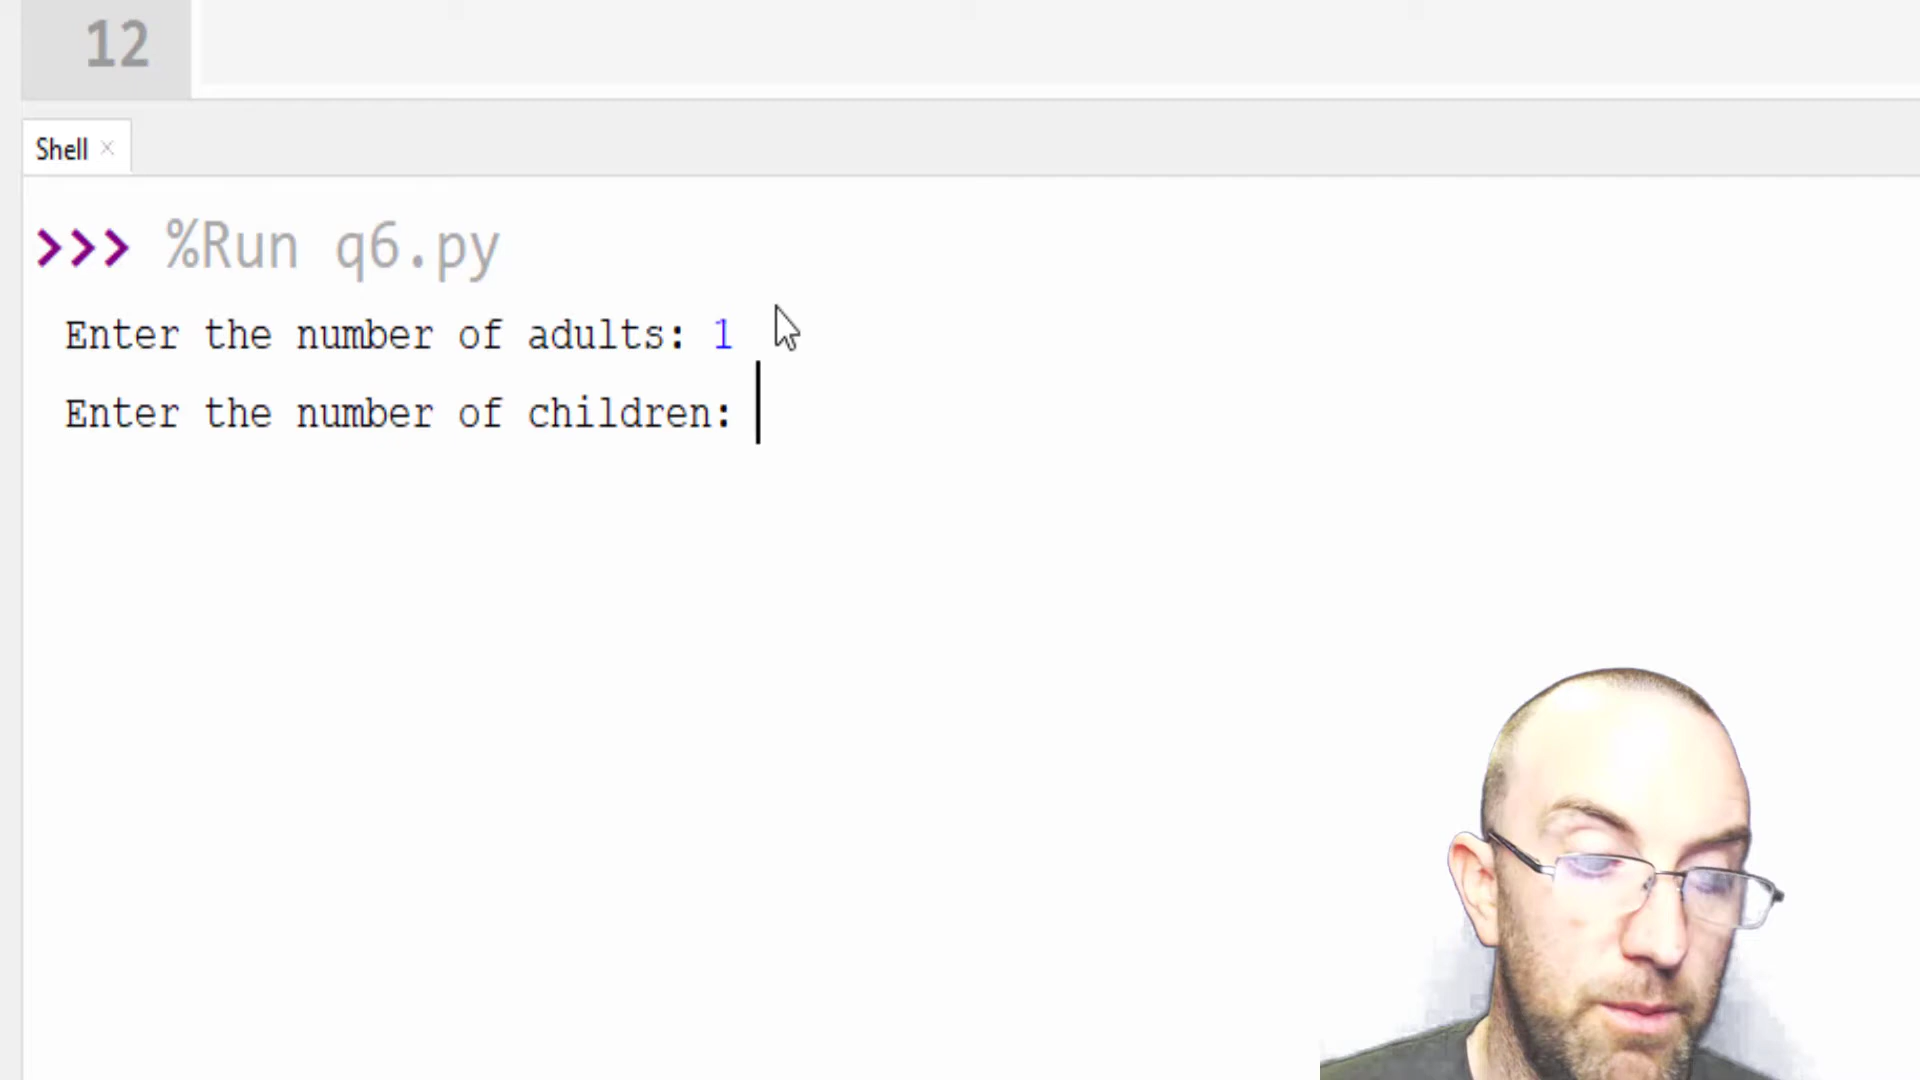 12
Shell ×
>>> %Run q6.py
Enter the number of adults: 1
Enter the number of children: